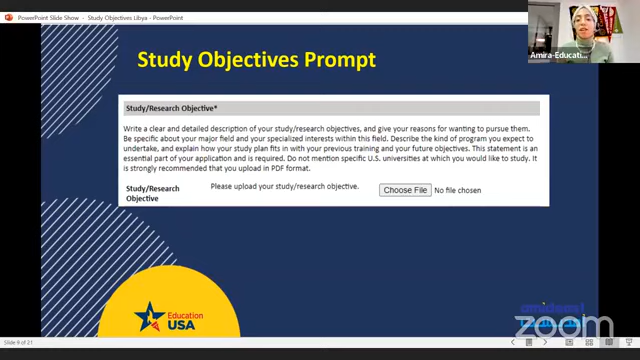 PowerPoint Slide Show - Study Objectives Libya - PowerPoint
Amira-Educati...
Study Objectives Prompt
Study/Research Objective*
Write a clear and detailed description of your study/research objectives, and give your reasons for wanting to pursue them.
Be specific about your major field and your specialized interests within this field. Describe the kind of program you expect to
undertake, and explain how your study plan fits in with your previous training and your future objectives. This statement is an
essential part of your application and is required. Do not mention specific U.S. universities at which you would like to study. It
is strongly recommended that you upload in PDF format.
Study/Research
Objective
Please upload your study/research objective.
Choose File
No file chosen
Education
USA
amideast
zoom
Slide 9 of 21